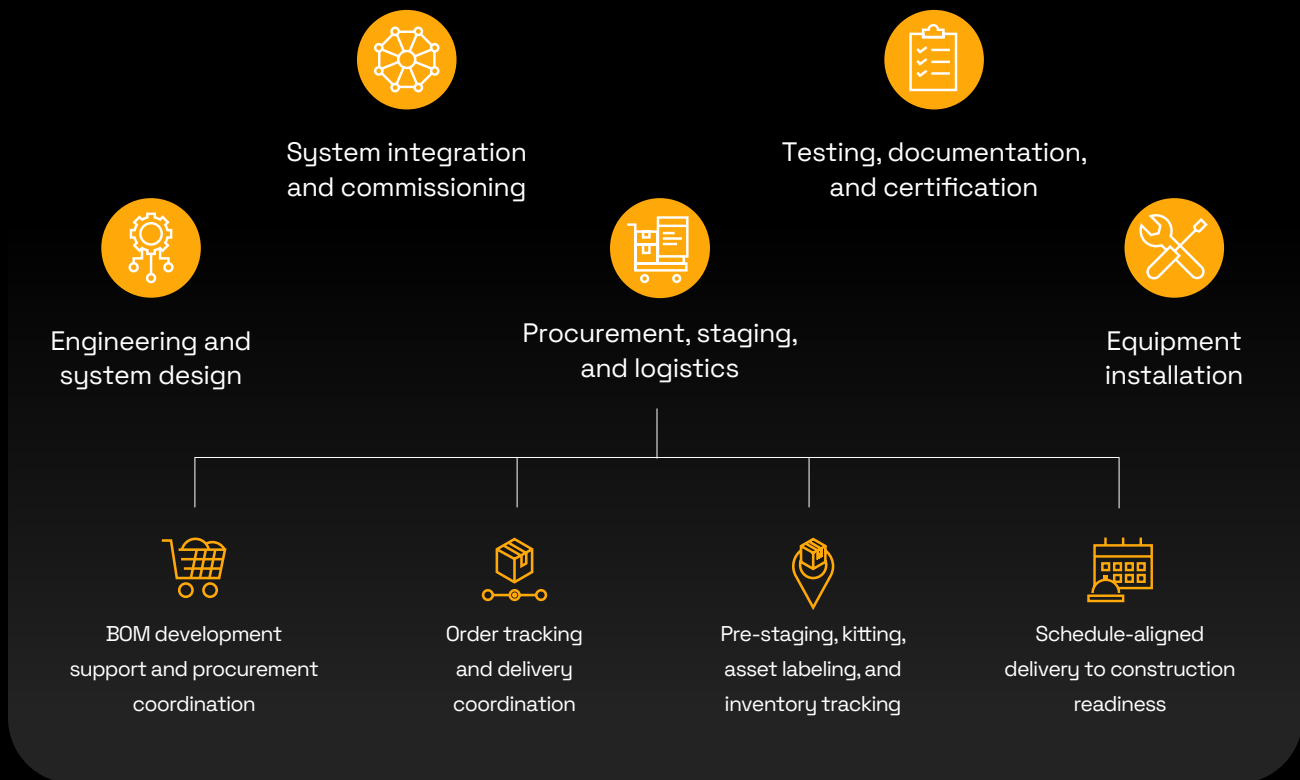 System integration
and commissioning
Testing, documentation,
and certification
Engineering and
system design
Procurement, staging,
and logistics
Equipment
installation
BOM development
support and procurement
coordination
Order tracking
and delivery
coordination
Pre-staging, kitting,
asset labeling, and
inventory tracking
Schedule-aligned
delivery to construction
readiness